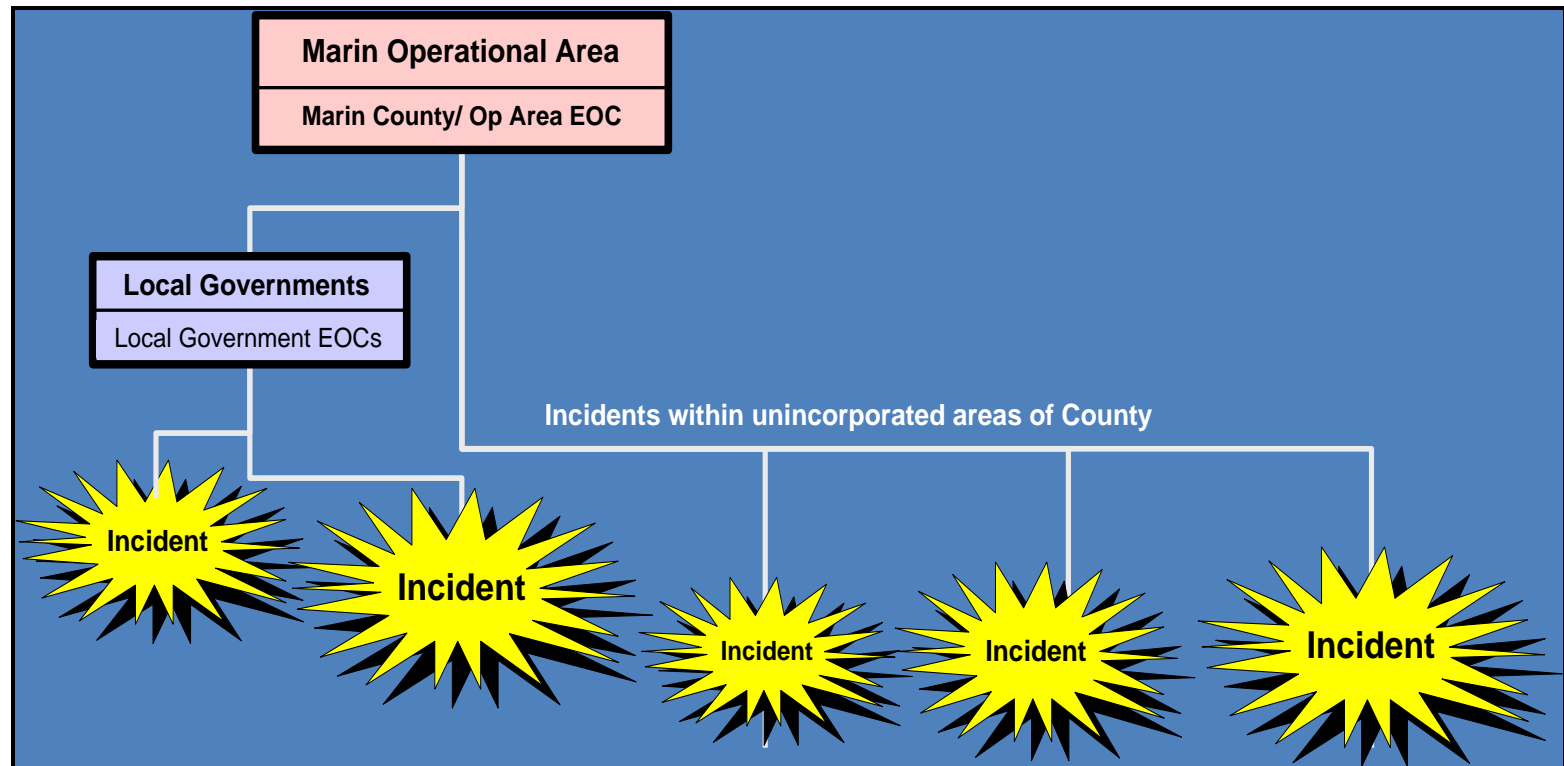 Marin Operational Area
Marin County/ Op Area EOC
Local Governments
Local Government EOCs
Incidents within unincorporated areas of County
Incident
Incident
Incident
Incident
Incident